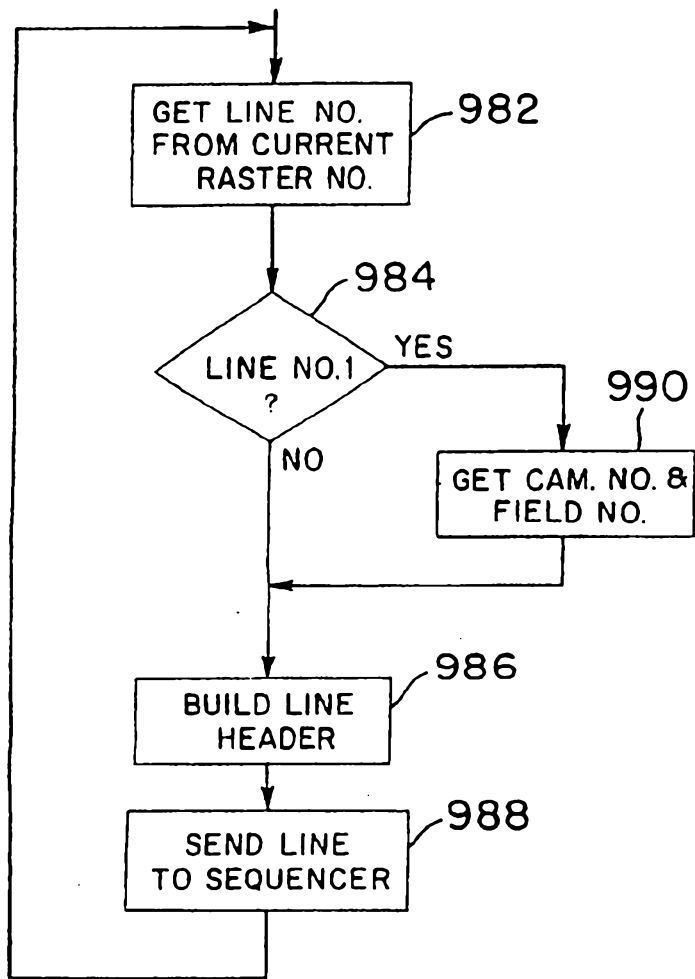 GET LINE NO.
FROM CURRENT
RASTER NO.
982
984
LINE NO.1
?
YES
NO
990
GET CAM. NO. &
FIELD NO.
986
BUILD LINE
HEADER
988
SEND LINE
TO SEQUENCER